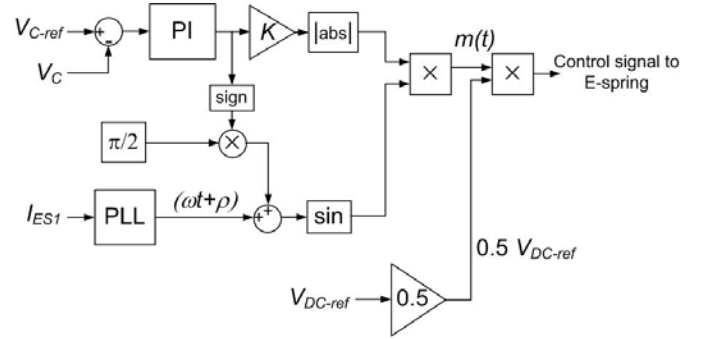 V_C-ref
+
-
PI
K
|abs|
m(t)
×
×
Control signal to
E-spring
V_C
sign
π/2
×
I_ES1
PLL
(ωt+ρ)
+
+
sin
0.5 V_DC-ref
V_DC-ref
0.5